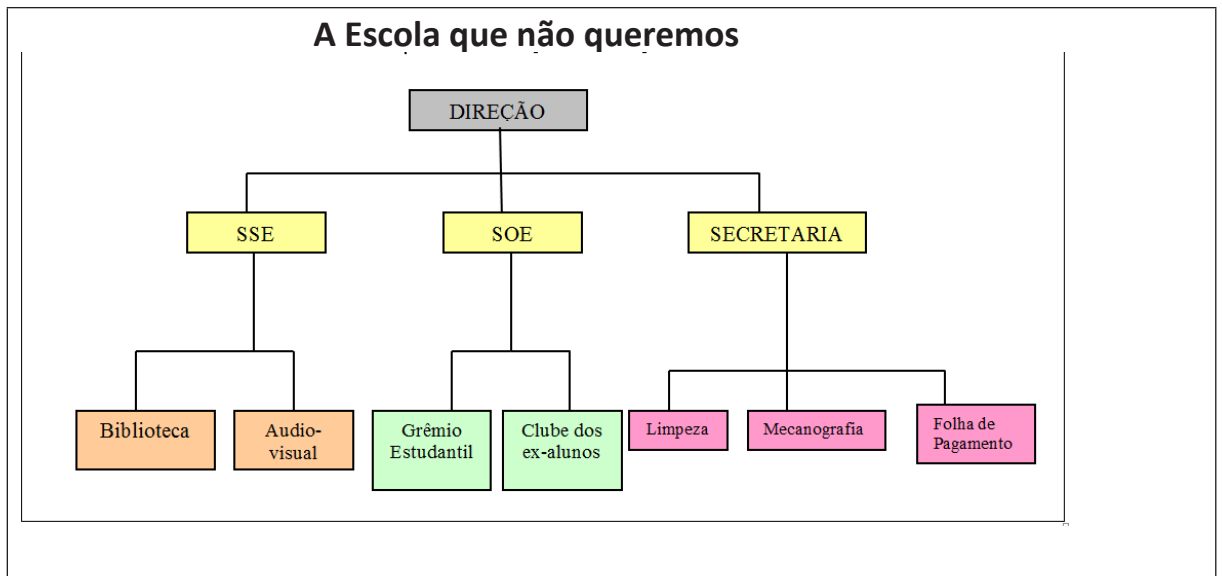 A Escola que não queremos
DIREÇÃO
SSE
SOE
SECRETARIA
Biblioteca
Audio-
visual
Grêmio
Estudantil
Clube dos
ex-alunos
Limpeza
Mecanografia
Folha de
Pagamento